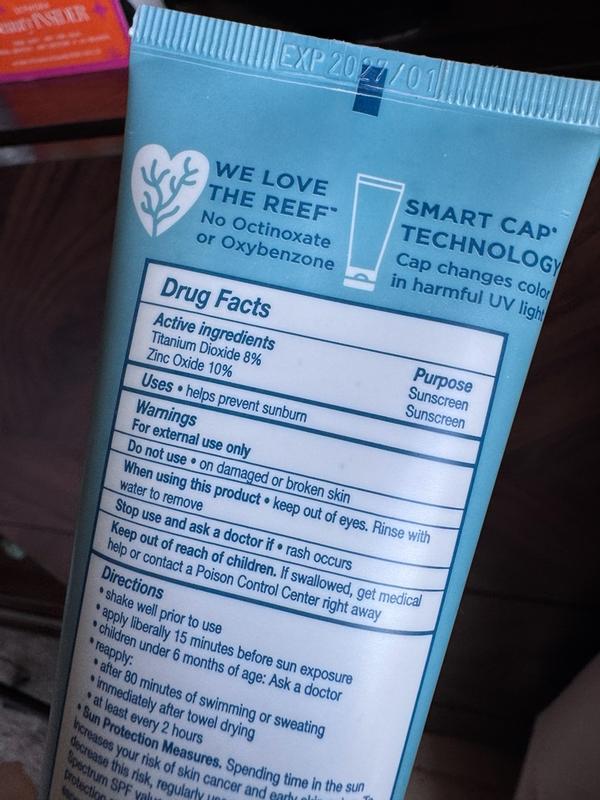 INSIDER
EXP 2027/01
WE LOVE
THE REEF™
No Octinoxate
or Oxybenzone
SMART CAP®
TECHNOLOGY
Cap changes color
in harmful UV light
Drug Facts
Active ingredients
Purpose
Titanium Dioxide 8%
Sunscreen
Zinc Oxide 10%
Sunscreen
Uses • helps prevent sunburn
Warnings
For external use only
Do not use • on damaged or broken skin
When using this product • keep out of eyes. Rinse with
water to remove
Stop use and ask a doctor if • rash occurs
Keep out of reach of children. If swallowed, get medical
help or contact a Poison Control Center right away
Directions
• shake well prior to use
• apply liberally 15 minutes before sun exposure
• children under 6 months of age: Ask a doctor
• reapply:
• after 80 minutes of swimming or sweating
• immediately after towel drying
• at least every 2 hours
• Sun Protection Measures. Spending time in the sun
increases your risk of skin cancer and early skin
decrease this risk, regularly
Spectrum SPF
protection